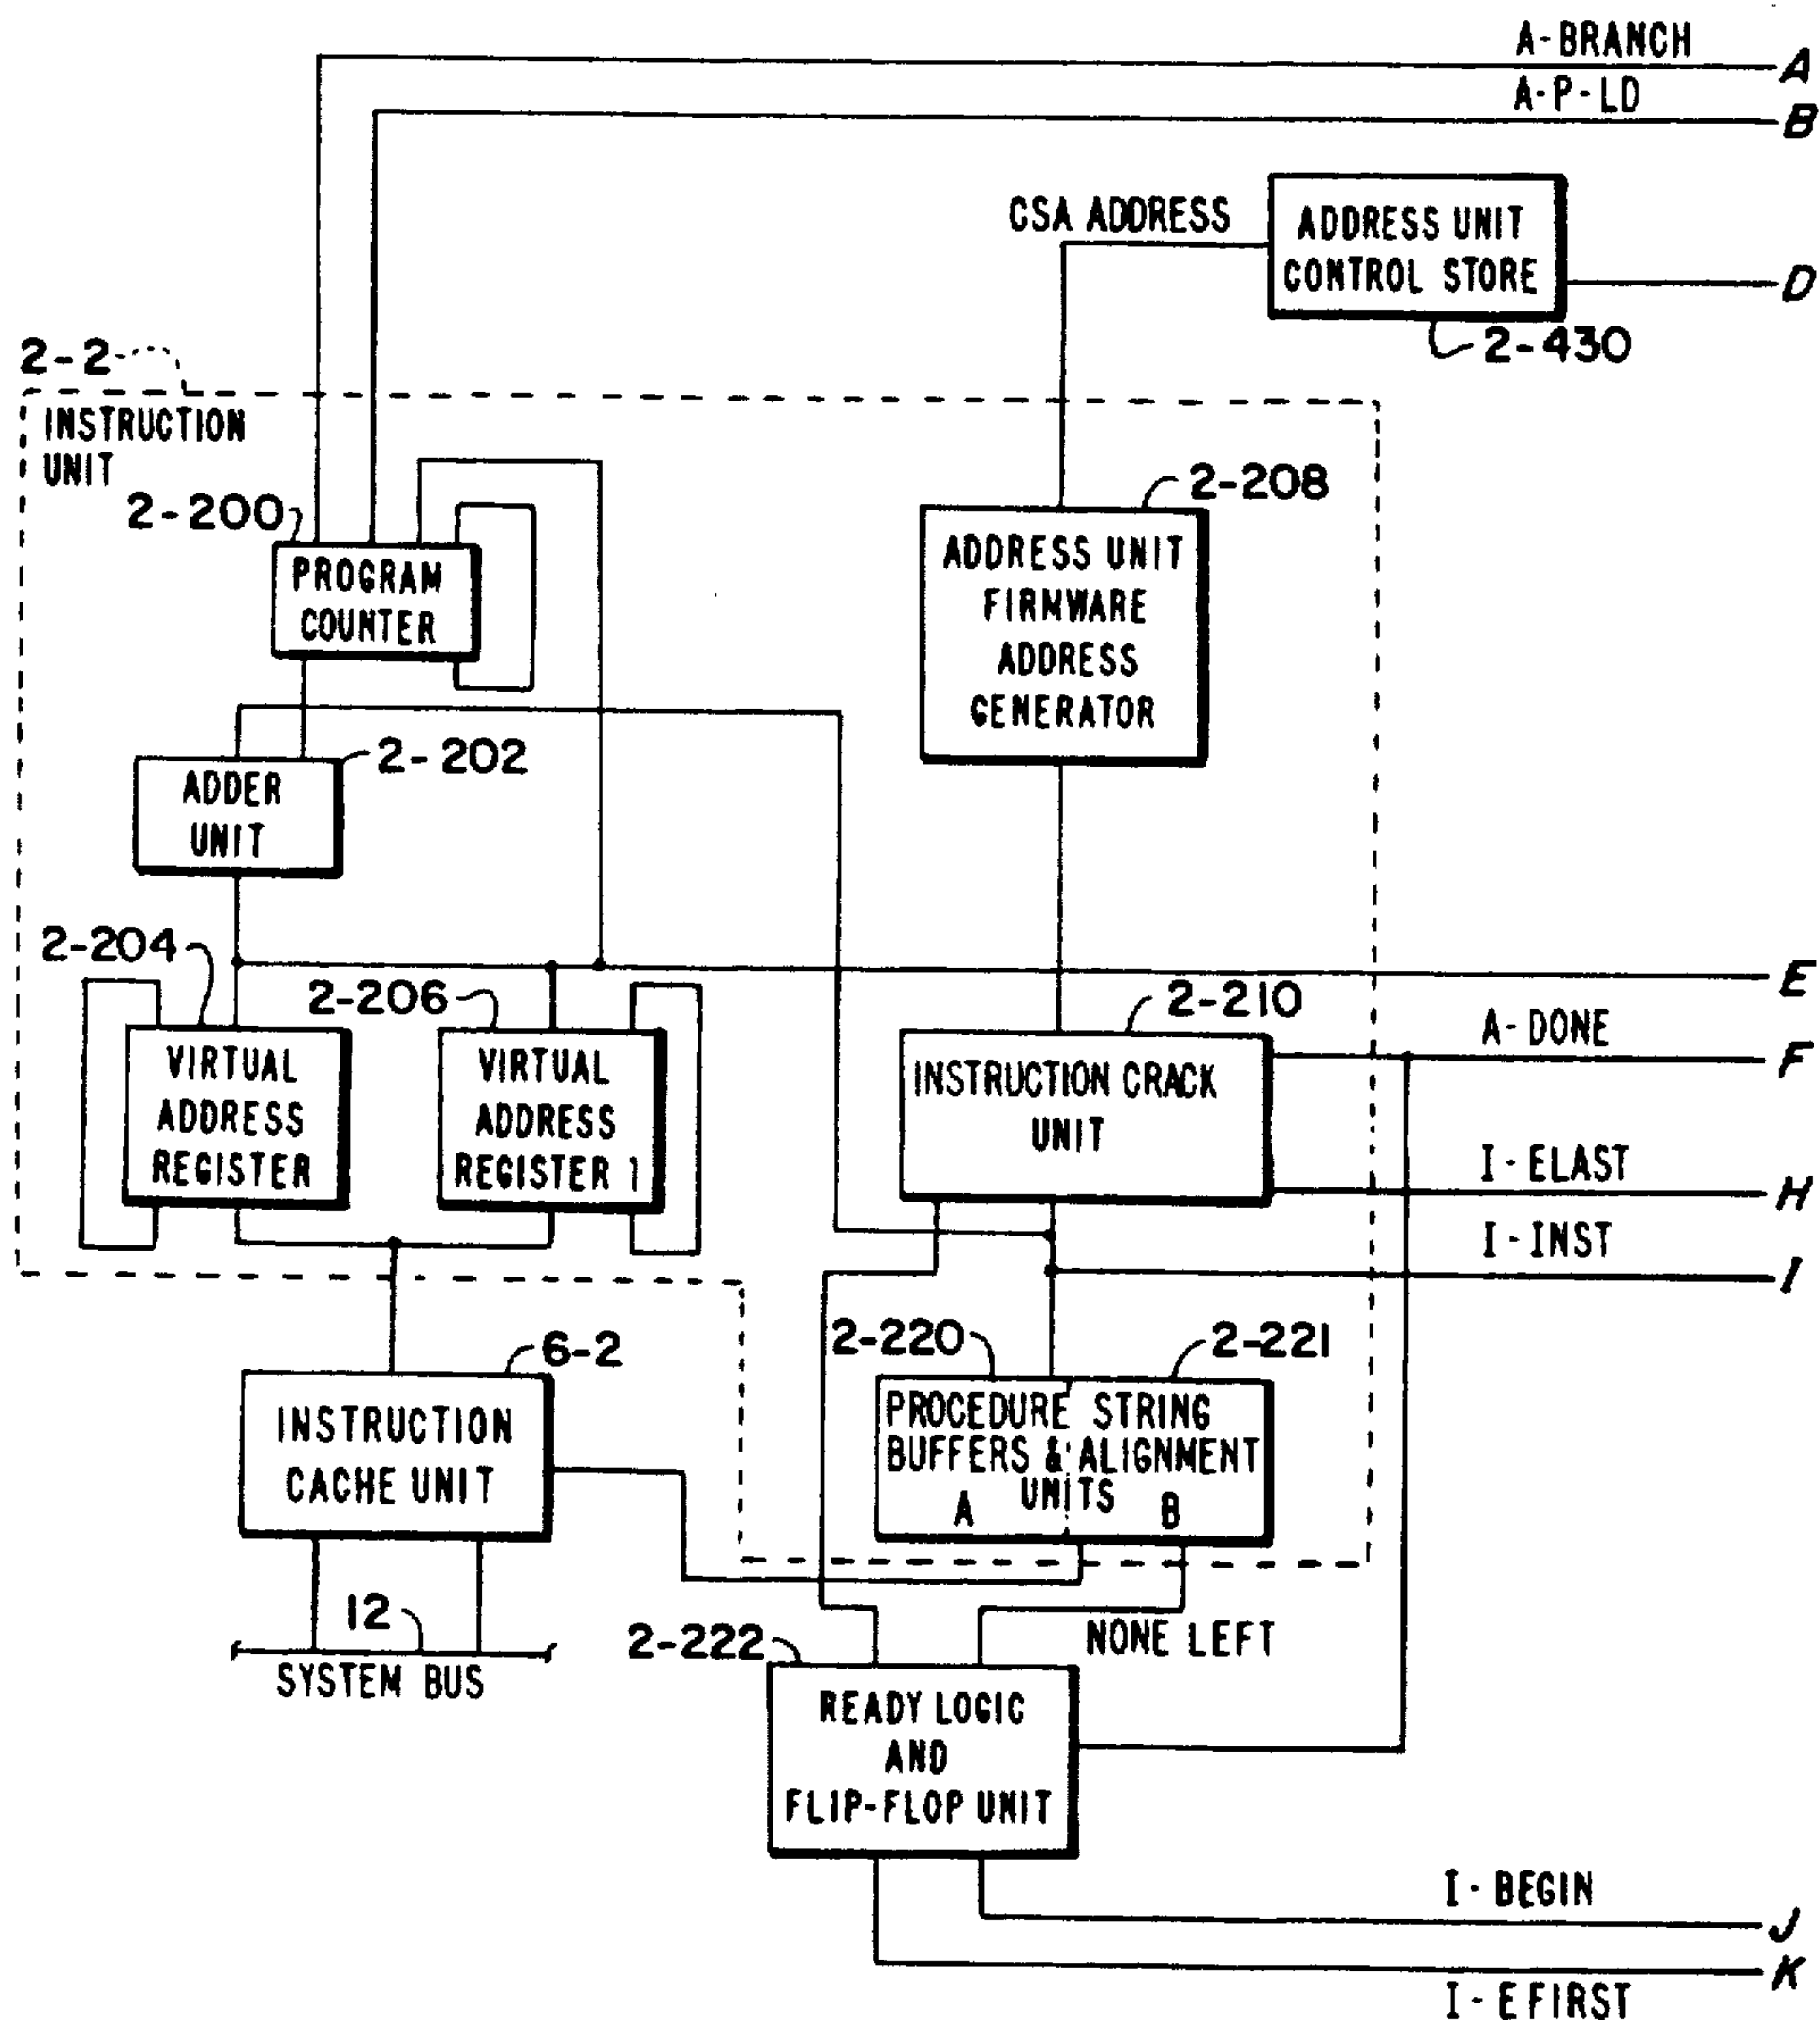 A-BRANCH
A
A-P-LD
B
CSA ADDRESS
ADDRESS UNIT
CONTROL STORE
D
2-430
2-2
INSTRUCTION
UNIT
2-200
2-208
PROGRAM
COUNTER
ADDRESS UNIT
FIRMWARE
ADDRESS
GENERATOR
2-202
ADDER
UNIT
2-204
2-206
E
2-210
A-DONE
F
VIRTUAL
ADDRESS
REGISTER
VIRTUAL
ADDRESS
REGISTER 1
INSTRUCTION CRACK
UNIT
I-ELAST
H
I-INST
I
6-2
2-220
2-221
INSTRUCTION
CACHE UNIT
PROCEDURE STRING
BUFFERS & ALIGNMENT
UNITS
A
B
12
SYSTEM BUS
2-222
NONE LEFT
READY LOGIC
AND
FLIP-FLOP UNIT
I-BEGIN
J
K
I-EFIRST